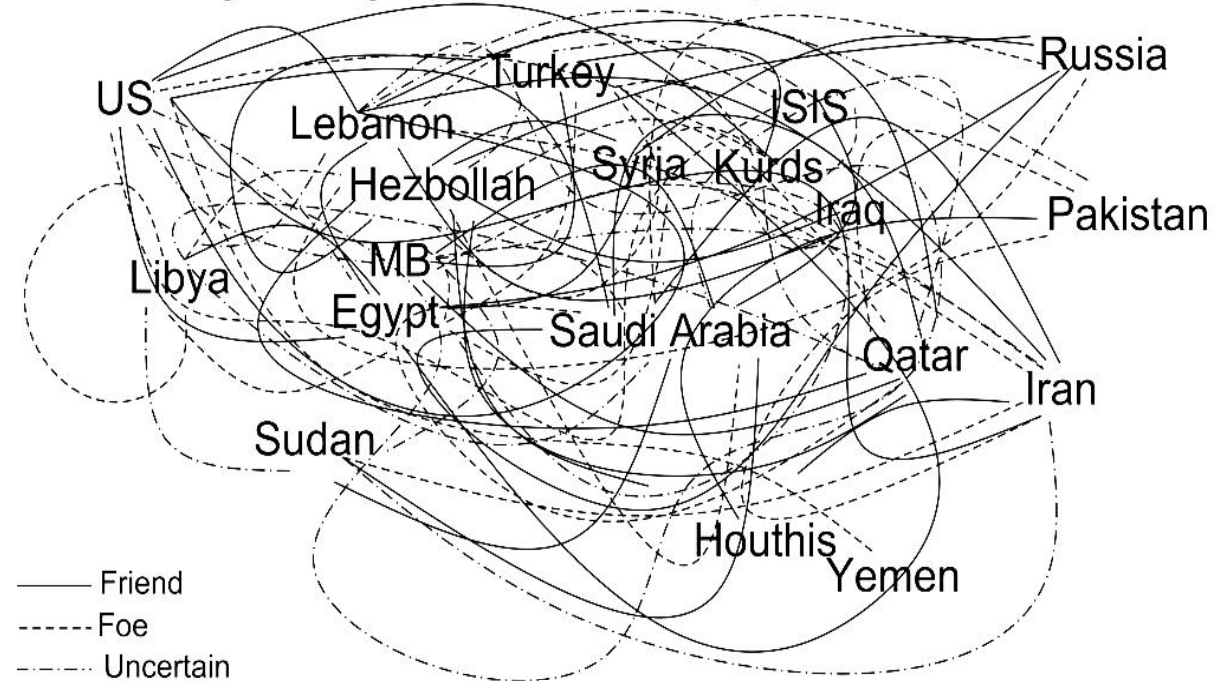 Russia
Turkey
US
ISIS
Lebanon
Syria
Kurds
Hezbollah
Iraq
Pakistan
MB
Libya
Egypt
Saudi Arabia
Qatar
Iran
Sudan
Houthis
Yemen
Friend
Foe
Uncertain